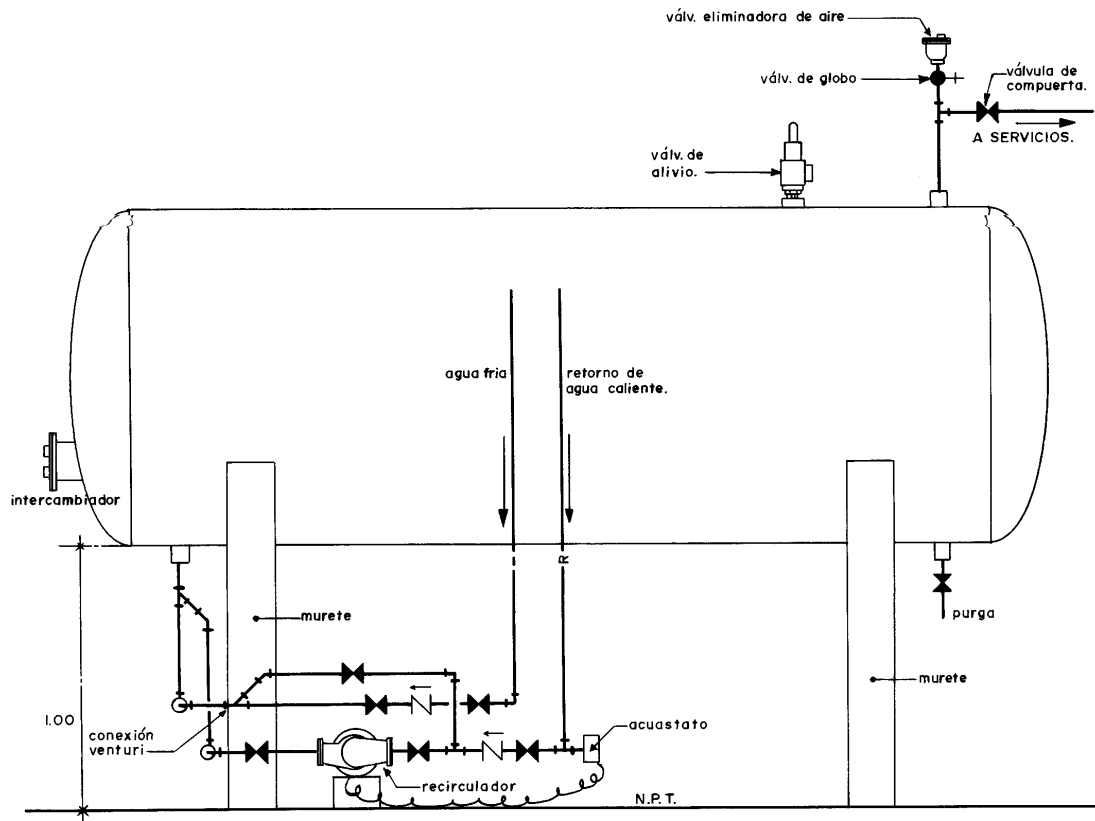 válv. eliminadora de aire
válv. de globo
válvula de
compuerta.
A SERVICIOS.
válv. de
alivio.
agua fria
retorno de
agua caliente.
intercambiador
R
murete
purga
murete
1.00
conexión
venturi
acuastato
recirculador
N.P.T.